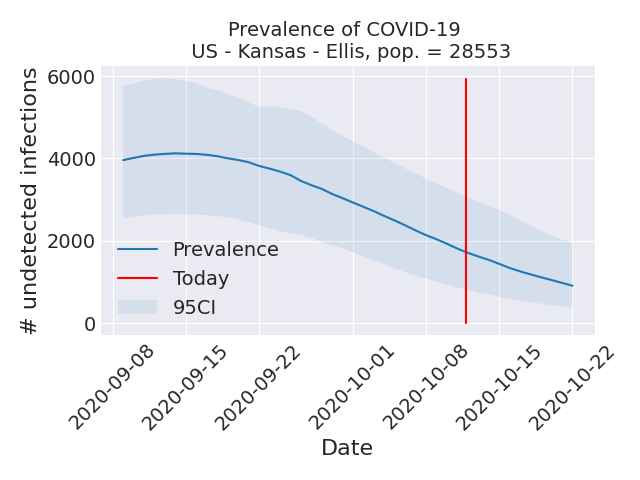 Prevalence of COVID-19
US - Kansas - Ellis, pop. = 28553
# undetected infections
6000
4000
2000
0
Prevalence
Today
95CI
2020-09-08
2020-09-15
2020-09-22
2020-10-01
2020-10-08
2020-10-15
2020-10-22
Date